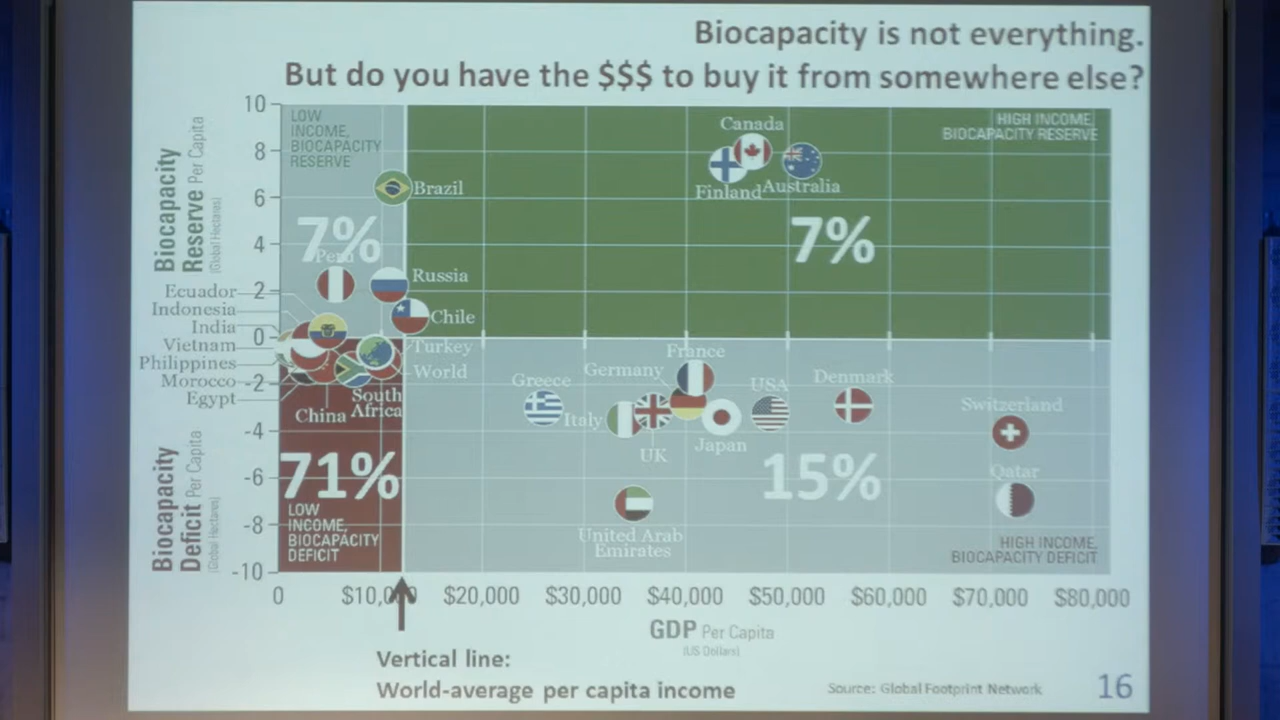 Biocapacity is not everything.
But do you have the $$$ to buy it from somewhere else?
Biocapacity
Reserve Per Capita
(Global Hectares)
Biocapacity
Deficit Per Capita
(Global Hectares)
10
8
6
4
2
0
-2
-4
-6
-8
-10
LOW
INCOME,
BIOCAPACITY
RESERVE
7%
HIGH INCOME,
BIOCAPACITY RESERVE
7%
Canada
Finland
Australia
Brazil
Peru
Russia
Chile
Ecuador
Indonesia
India
Vietnam
Philippines
Morocco
Egypt
Turkey
World
China
South
Africa
71%
LOW
INCOME,
BIOCAPACITY
DEFICIT
France
Germany
Greece
Italy
UK
Japan
USA
Denmark
Switzerland
Qatar
United Arab
Emirates
15%
HIGH INCOME,
BIOCAPACITY DEFICIT
0
$20,000
$30,000
$40,000
$50,000
$60,000
$70,000
$80,000
GDP Per Capita
(US Dollars)
Vertical line:
World-average per capita income
Source: Global Footprint Network
16